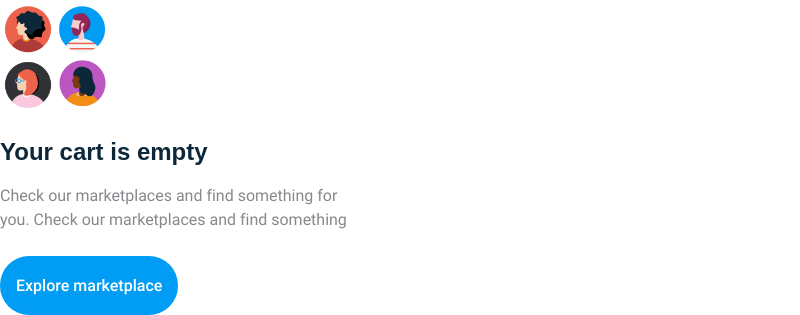 Your cart is empty
Check our marketplaces and find something for
you. Check our marketplaces and find something
Explore marketplace